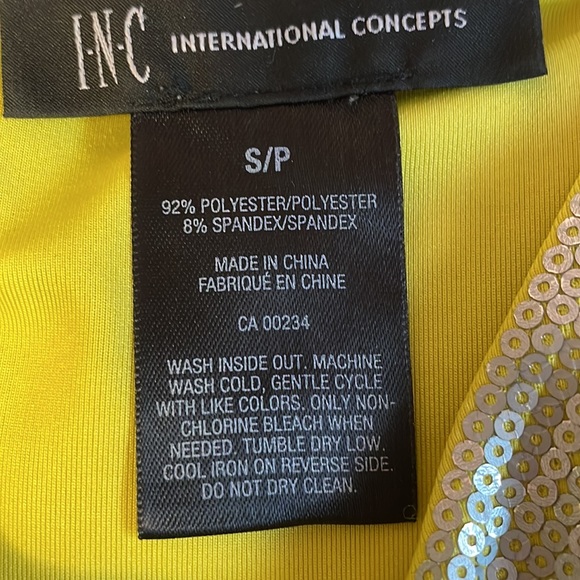 I·N·C INTERNATIONAL CONCEPTS
S/P
92% POLYESTER/POLYESTER
8% SPANDEX/SPANDEX
MADE IN CHINA
FABRIQUÉ EN CHINE
CA 00234
WASH INSIDE OUT. MACHINE
WASH COLD, GENTLE CYCLE
WITH LIKE COLORS. ONLY NON-
CHLORINE BLEACH WHEN
NEEDED. TUMBLE DRY LOW.
COOL IRON ON REVERSE SIDE.
DO NOT DRY CLEAN.